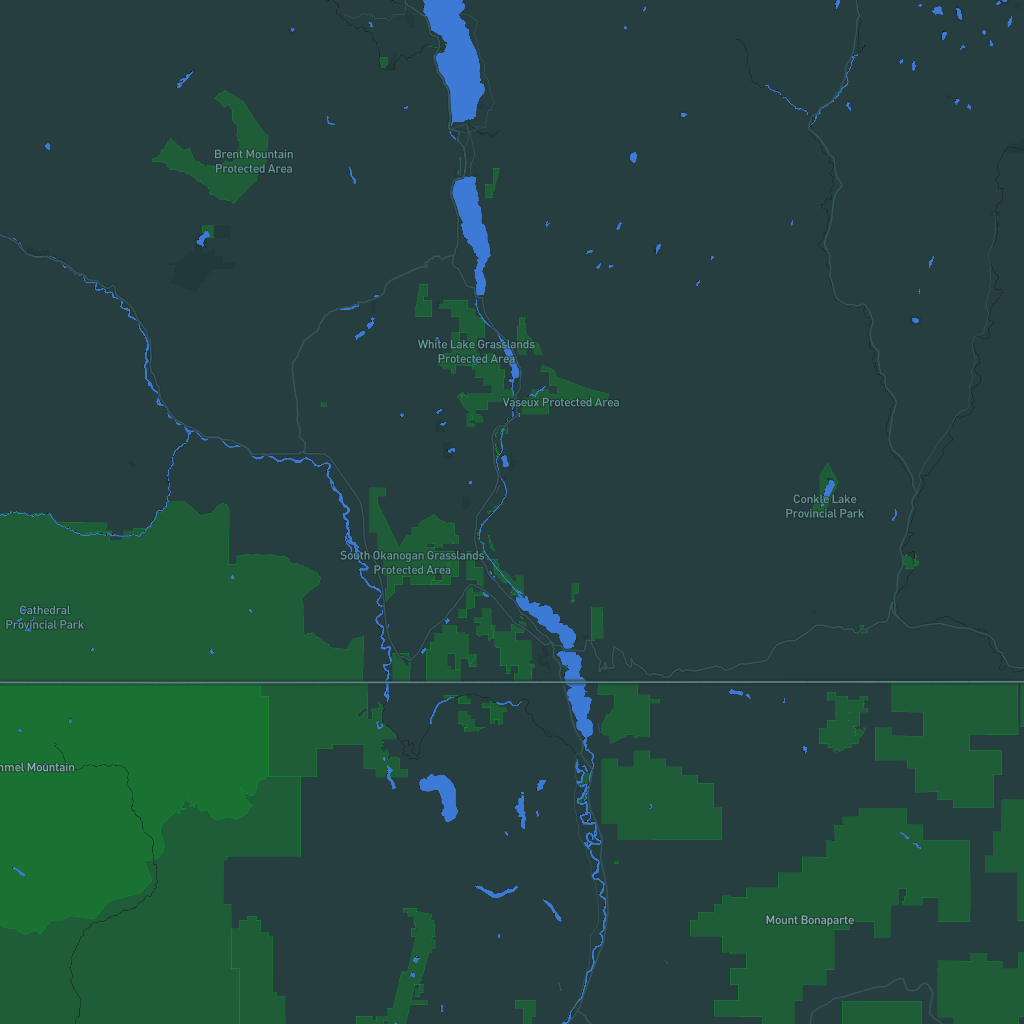 Brent Mountain
Protected Area
White Lake Grasslands
Protected Area
Vaseux Protected Area
Conkle Lake
Provincial Park
South Okanogan Grasslands
Protected Area
Cathedral
Provincial Park
mmel Mountain
Mount Bonaparte